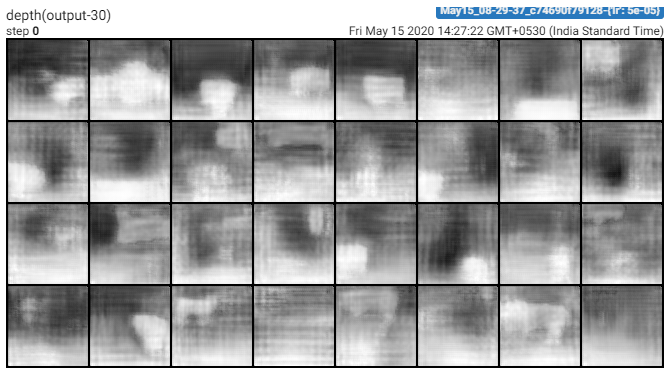 depth(output-30)
May15_08-29-37_c74690f79128-{'lr': 5e-05}
step 0
Fri May 15 2020 14:27:22 GMT+0530 (India Standard Time)